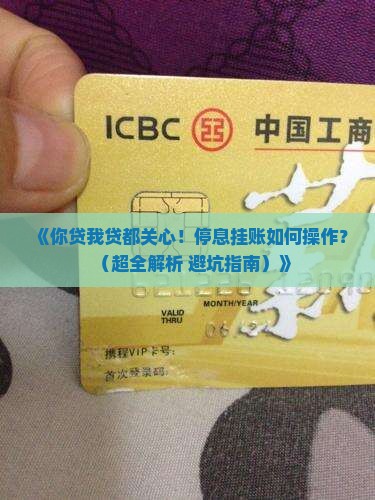 ICBC 中国工商
《你贷我贷都关心！停息挂账如何操作？
（超全解析 避坑指南）》
MONTH/YEAR
VALID
THRU
携程VIP卡号：
首次登录码：